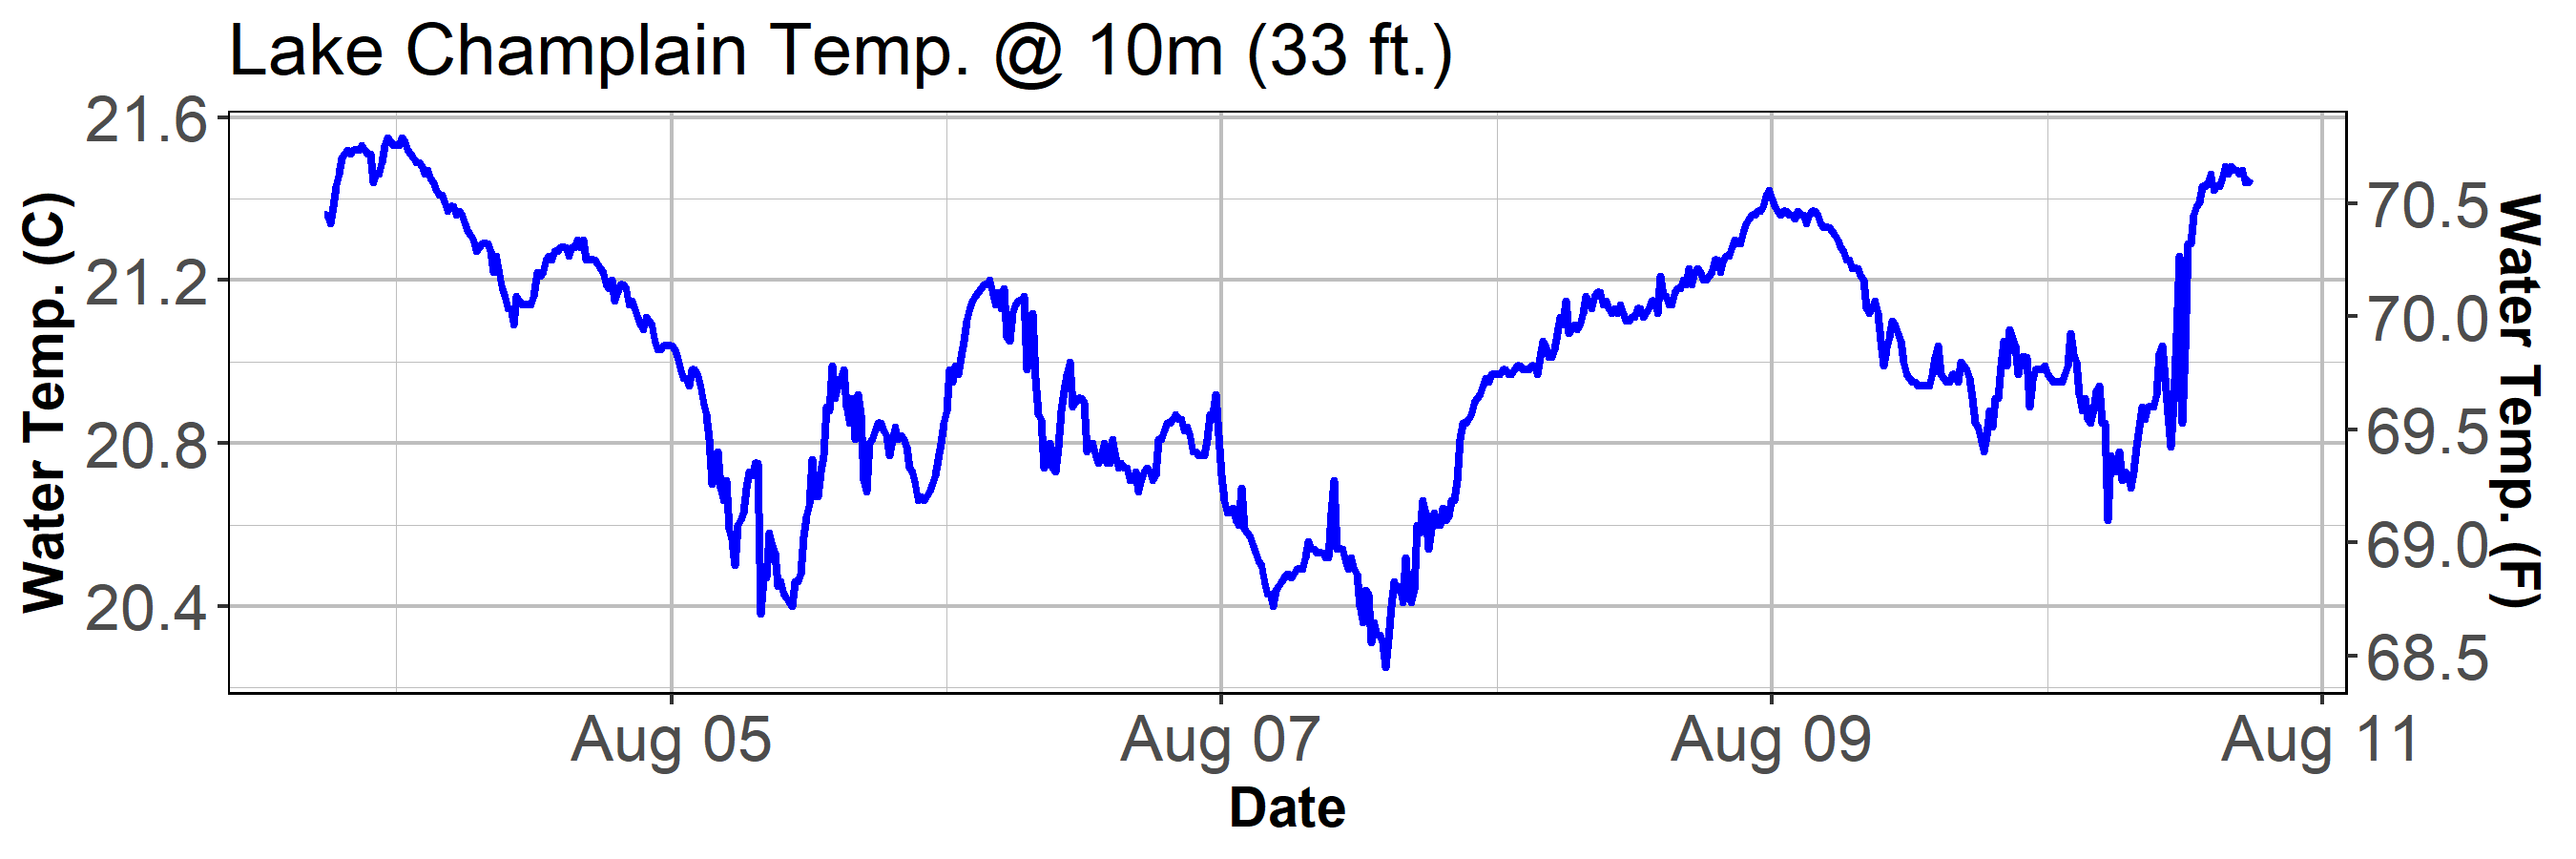 Lake Champlain Temp. @ 10m (33 ft.)
Water Temp. (C)
21.6
21.2
20.8
20.4
70.5
70.0
69.5
69.0
68.5
Water Temp. (F)
Aug 05 Aug 07 Aug 09 Aug 11
Date